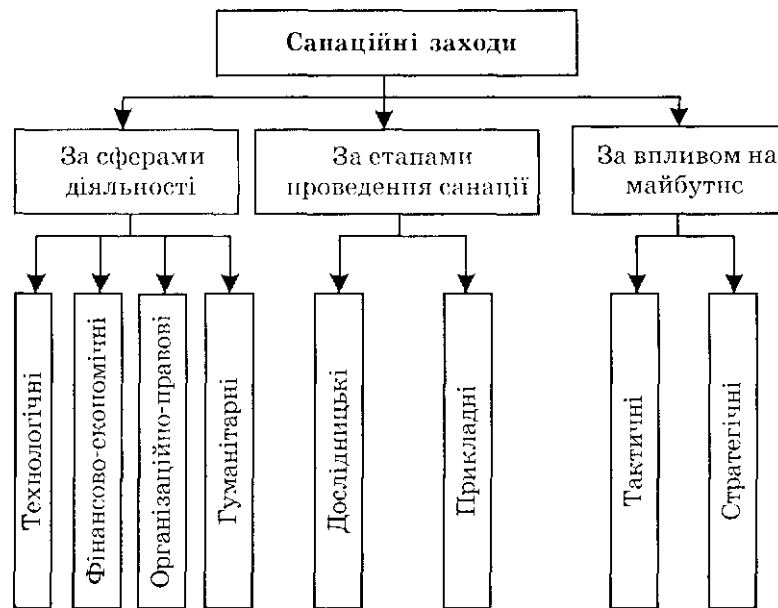 Санаційні заходи
За сферами
діяльності
За етапами
проведення санації
За впливом на
майбутнє
Технологічні
Фінансово-економічні
Організаційно-правові
Гуманітарні
Дослідницькі
Прикладні
Тактичні
Стратегічні